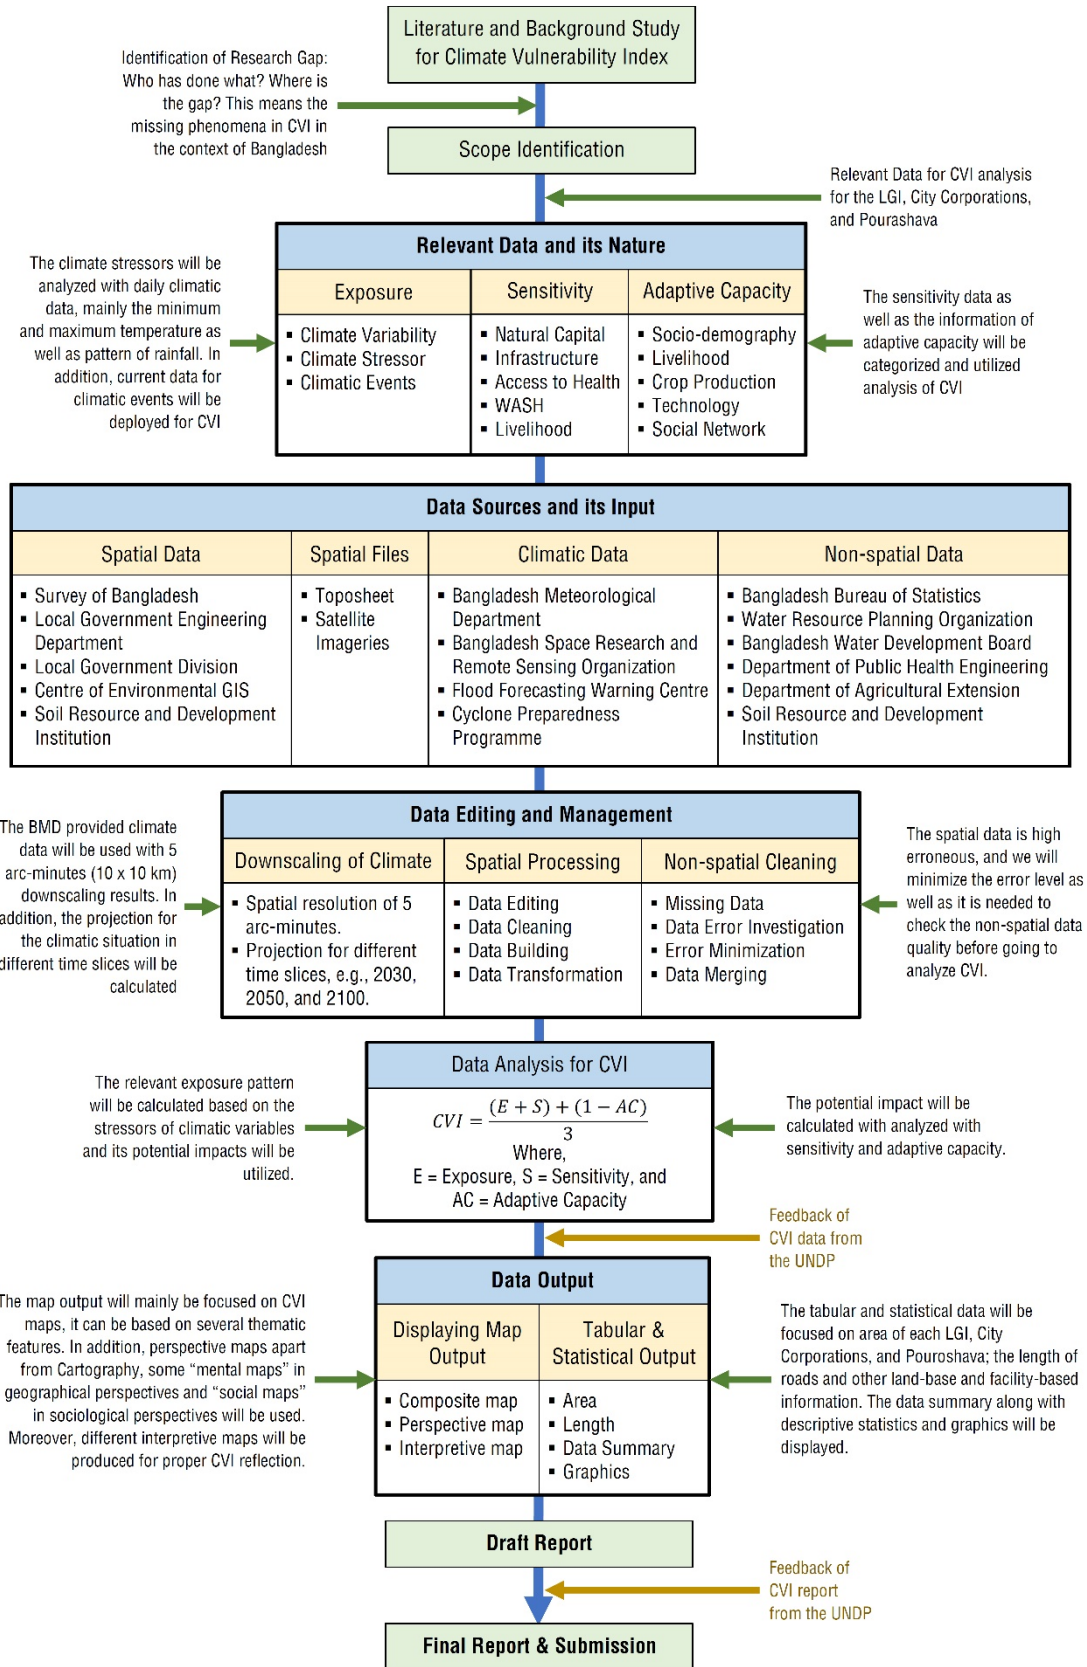 Literature and Background Study
for Climate Vulnerability Index
Identification of Research Gap:
Who has done what? Where is
the gap? This means the
missing phenomena in CVI in
the context of Bangladesh
Scope Identification
Relevant Data for CVI analysis
for the LGI, City Corporations,
and Pourashava
Relevant Data and its Nature
Exposure
▪ Climate Variability
▪ Climate Stressor
▪ Climatic Events
Sensitivity
▪ Natural Capital
▪ Infrastructure
▪ Access to Health
▪ WASH
▪ Livelihood
Adaptive Capacity
▪ Socio-demography
▪ Livelihood
▪ Crop Production
▪ Technology
▪ Social Network
The climate stressors will be
analyzed with daily climatic
data, mainly the minimum
and maximum temperature as
well as pattern of rainfall. In
addition, current data for
climatic events will be
deployed for CVI
The sensitivity data as
well as the information of
adaptive capacity will be
categorized and utilized
analysis of CVI
Data Sources and its Input
Spatial Data
▪ Survey of Bangladesh
▪ Local Government Engineering
Department
▪ Local Government Division
▪ Centre of Environmental GIS
▪ Soil Resource and Development
Institution
Spatial Files
▪ Toposheet
▪ Satellite
Imageries
Climatic Data
▪ Bangladesh Meteorological
Department
▪ Bangladesh Space Research and
Remote Sensing Organization
▪ Flood Forecasting Warning Centre
▪ Cyclone Preparedness
Programme
Non-spatial Data
▪ Bangladesh Bureau of Statistics
▪ Water Resource Planning Organization
▪ Bangladesh Water Development Board
▪ Department of Public Health Engineering
▪ Department of Agricultural Extension
▪ Soil Resource and Development
Institution
Data Editing and Management
Downscaling of Climate
▪ Spatial resolution of 5
arc-minutes.
▪ Projection for different
time slices, e.g., 2030,
2050, and 2100.
Spatial Processing
▪ Data Editing
▪ Data Cleaning
▪ Data Building
▪ Data Transformation
Non-spatial Cleaning
▪ Missing Data
▪ Data Error Investigation
▪ Error Minimization
▪ Data Merging
The BMD provided climate
data will be used with 5
arc-minutes (10 x 10 km)
downscaling results. In
addition, the projection for
the climatic situation in
different time slices will be
calculated
The spatial data is high
erroneous, and we will
minimize the error level as
well as it is needed to
check the non-spatial data
quality before going to
analyze CVI.
Data Analysis for CVI
CVI = (E + S) + (1 − AC) / 3
Where,
E = Exposure, S = Sensitivity, and
AC = Adaptive Capacity
The relevant exposure pattern
will be calculated based on the
stressors of climatic variables
and its potential impacts will be
utilized.
The potential impact will be
calculated with analyzed with
sensitivity and adaptive capacity.
Feedback of
CVI data from
the UNDP
Data Output
Displaying Map
Output
▪ Composite map
▪ Perspective map
▪ Interpretive map
Tabular &
Statistical Output
▪ Area
▪ Length
▪ Data Summary
▪ Graphics
The map output will mainly be focused on CVI
maps, it can be based on several thematic
features. In addition, perspective maps apart
from Cartography, some “mental maps” in
geographical perspectives and “social maps”
in sociological perspectives will be used.
Moreover, different interpretive maps will be
produced for proper CVI reflection.
The tabular and statistical data will be
focused on area of each LGI, City
Corporations, and Pouroshava; the length of
roads and other land-base and facility-based
information. The data summary along with
descriptive statistics and graphics will be
displayed.
Draft Report
Feedback of
CVI report
from the UNDP
Final Report & Submission